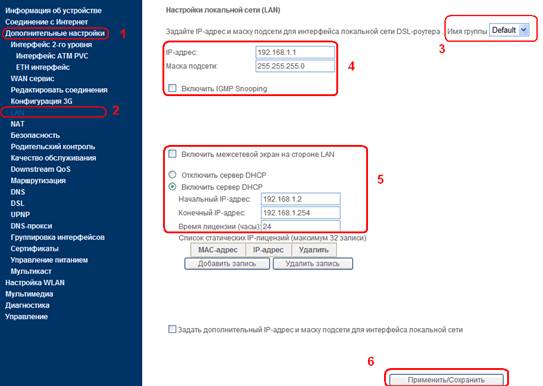 Информация об устройстве
Соединение с Интернет
Дополнительные настройки
1
Интерфейс 2-го уровня
Интерфейс ATM PVC
ETH интерфейс
WAN сервис
Редактировать соединения
Конфигурация 3G
LAN
2
NAT
Безопасность
Родительский контроль
Качество обслуживания
Downstream QoS
Маршрутизация
DNS
DSL
UPNP
DNS-прокси
Группировка интерфейсов
Сертификаты
Управление питанием
Мультикаст
Настройка WLAN
Мультимедиа
Диагностика
Управление
Настройки локальной сети (LAN)
Задайте IP-адрес и маску подсети для интерфейса локальной сети DSL-роутера. Имя группы Default
3
IP-адрес: 192.168.1.1
Маска подсети: 255.255.255.0
4
Включить IGMP Snooping
Включить межсетевой экран на стороне LAN
Отключить сервер DHCP
5
Включить сервер DHCP
Начальный IP-адрес: 192.168.1.2
Конечный IP-адрес: 192.168.1.254
Время лицензии (часы): 24
Список статических IP-лицензий (максимум 32 записи)
MAC-адрес IP-адрес Удалить
Добавить запись Удалить запись
Задать дополнительный IP-адрес и маску подсети для интерфейса локальной сети
6
Применить/Сохранить